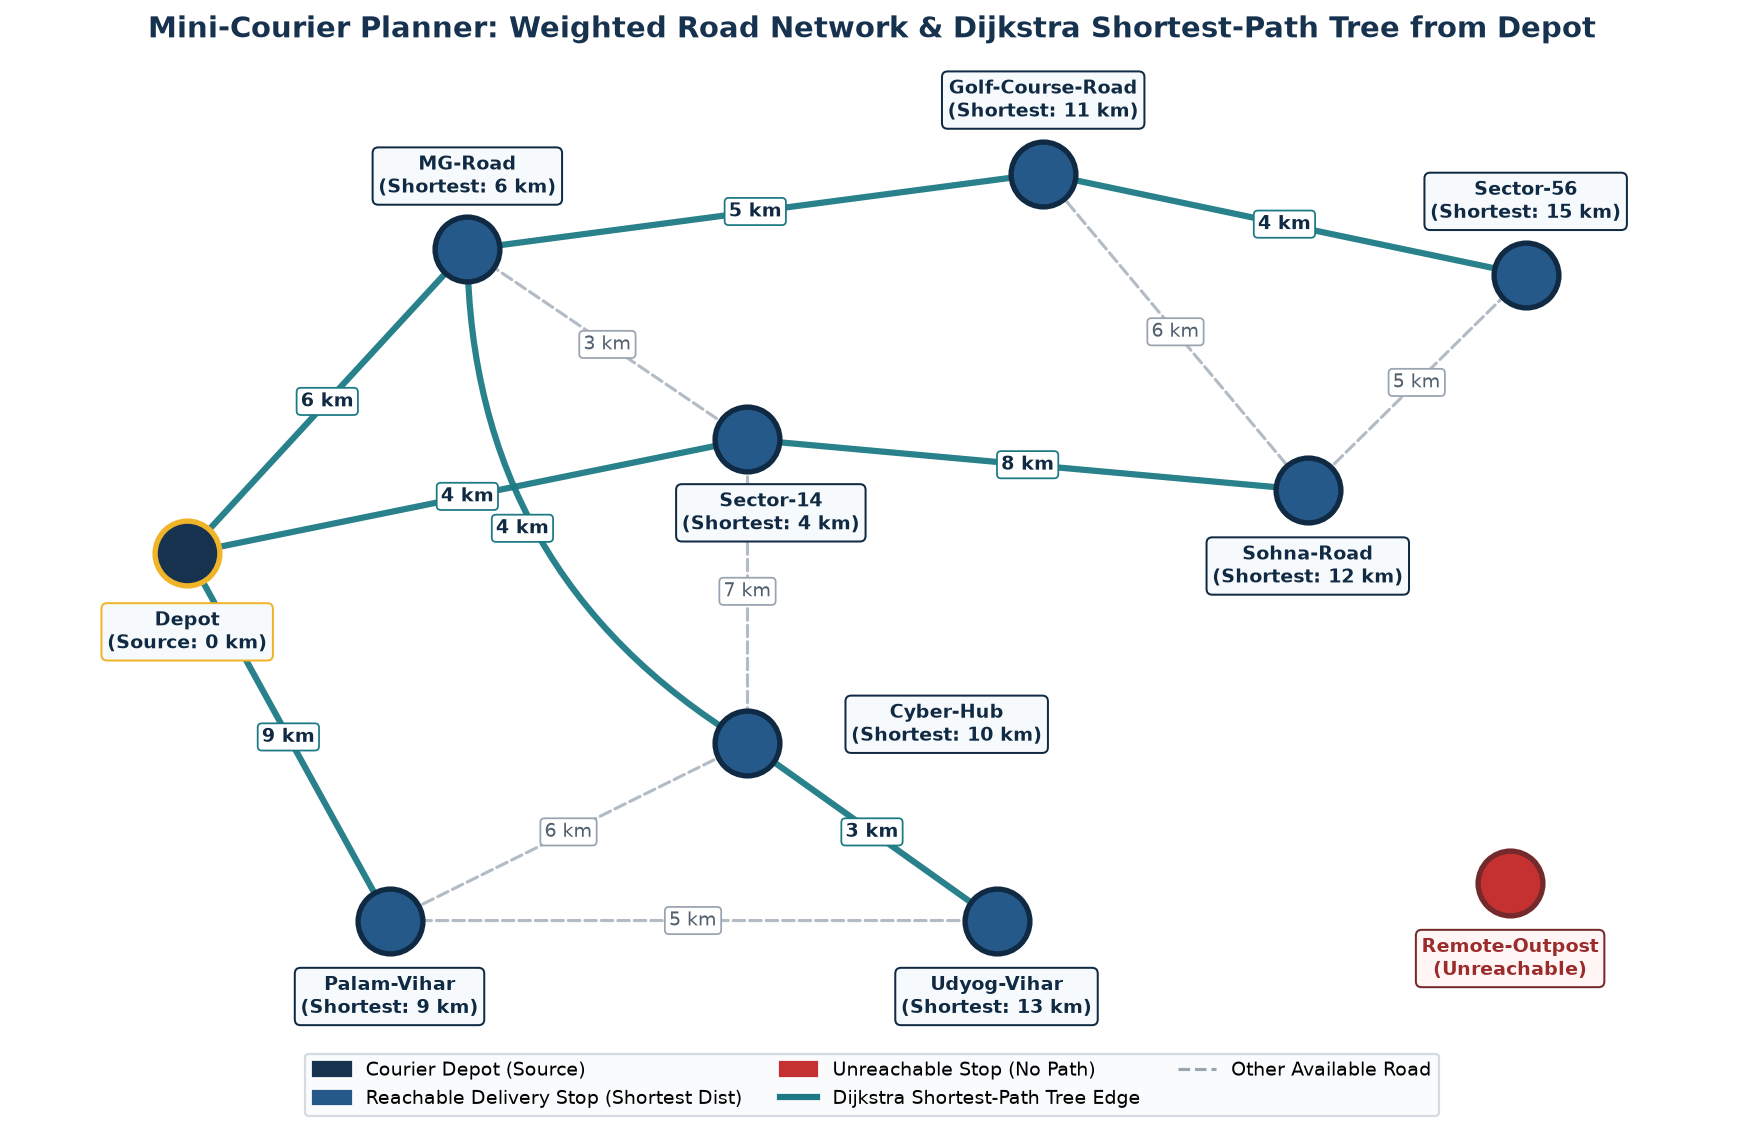 Mini-Courier Planner: Weighted Road Network & Dijkstra Shortest-Path Tree from Depot
Golf-Course-Road
(Shortest: 11 km)
MG-Road
(Shortest: 6 km)
Sector-56
(Shortest: 15 km)
5 km
4 km
3 km
6 km
5 km
6 km
8 km
4 km
Sector-14
(Shortest: 4 km)
4 km
Sohna-Road
(Shortest: 12 km)
7 km
Depot
(Source: 0 km)
9 km
Cyber-Hub
(Shortest: 10 km)
6 km
3 km
5 km
Remote-Outpost
(Unreachable)
Palam-Vihar
(Shortest: 9 km)
Udyog-Vihar
(Shortest: 13 km)
Courier Depot (Source)
Reachable Delivery Stop (Shortest Dist)
Unreachable Stop (No Path)
Dijkstra Shortest-Path Tree Edge
Other Available Road